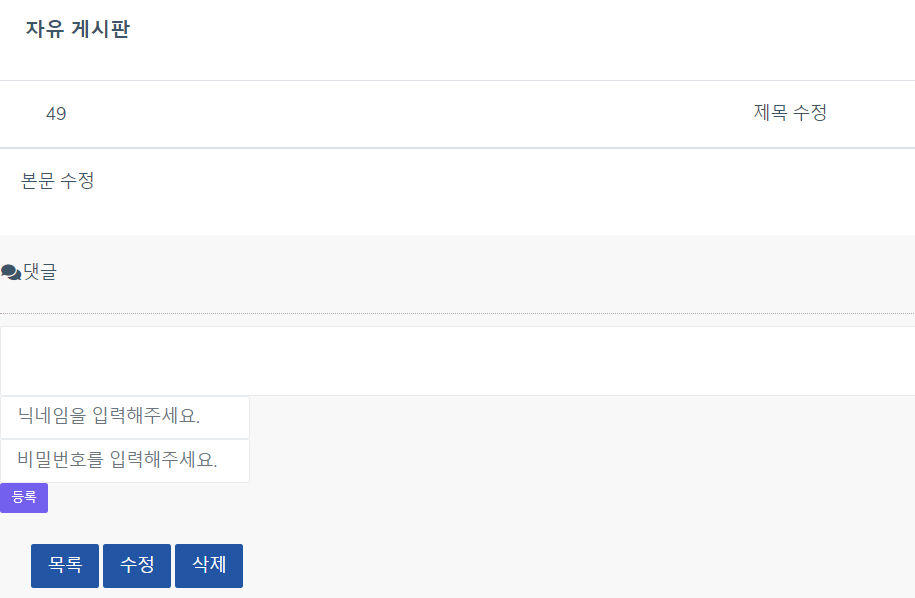 자유 게시판
49 제목 수정
본문 수정
댓글
닉네임을 입력해주세요.
비밀번호를 입력해주세요.
등록
목록 수정 삭제